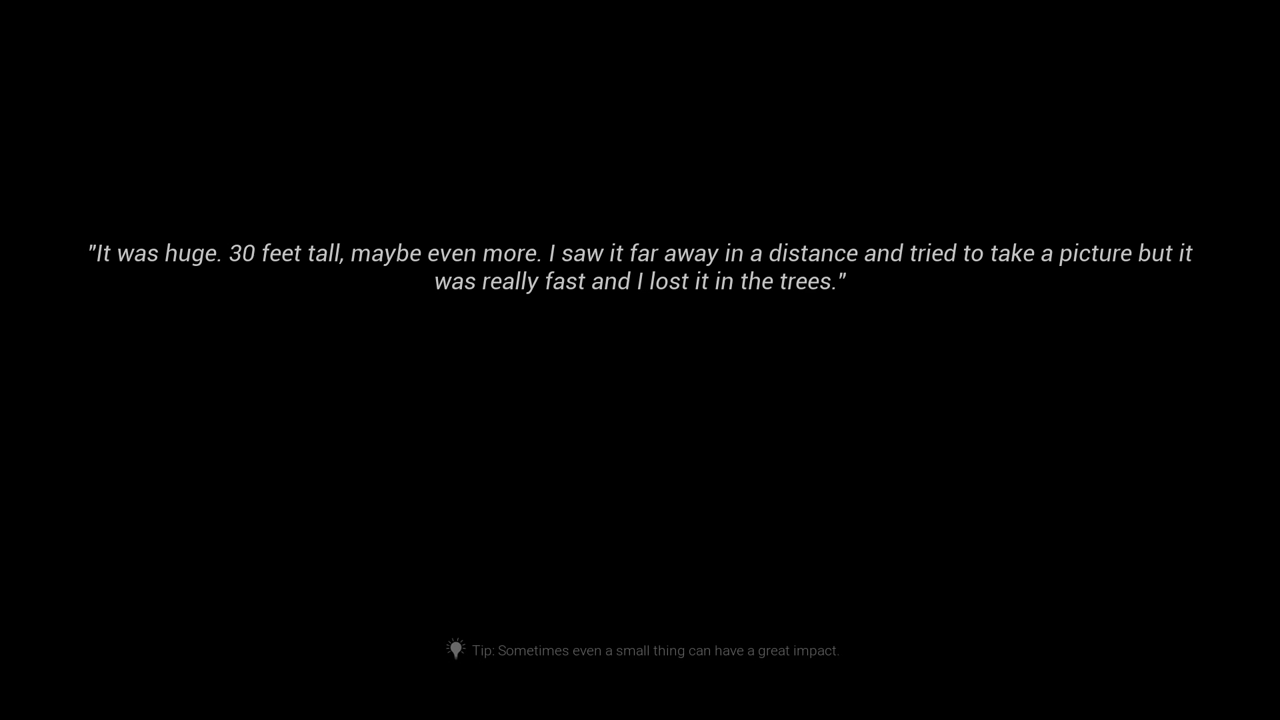 "It was huge. 30 feet tall, maybe even more. I saw it far away in a distance and tried to take a picture but it
was really fast and I lost it in the trees."
Tip: Sometimes even a small thing can have a great impact.